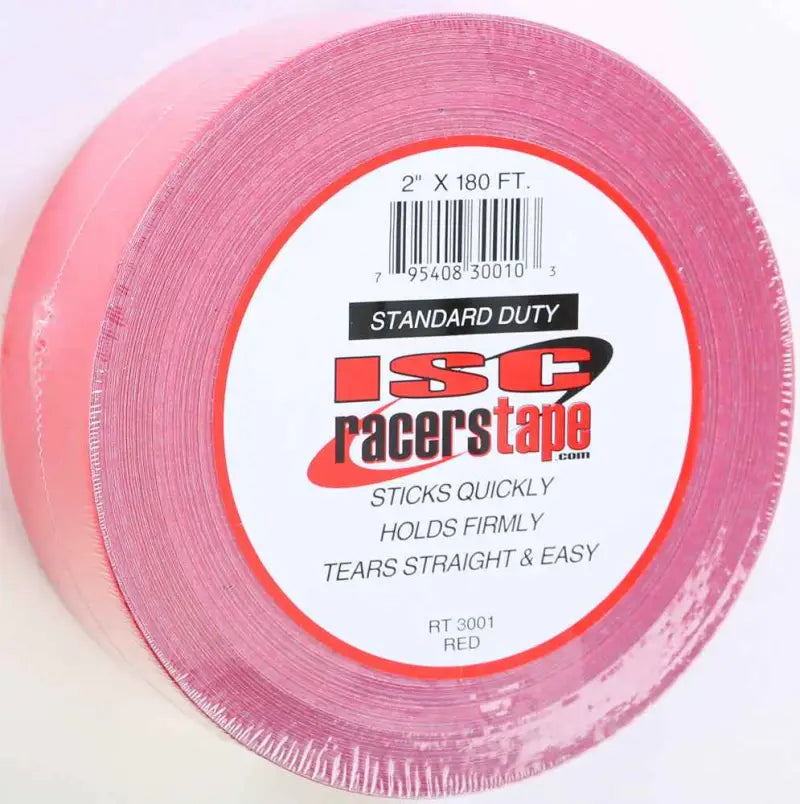 2" X 180 FT.
7 95408 30010 3
STANDARD DUTY
ISC
racerstape
.com
STICKS QUICKLY
HOLDS FIRMLY
TEARS STRAIGHT & EASY
RT 3001
RED